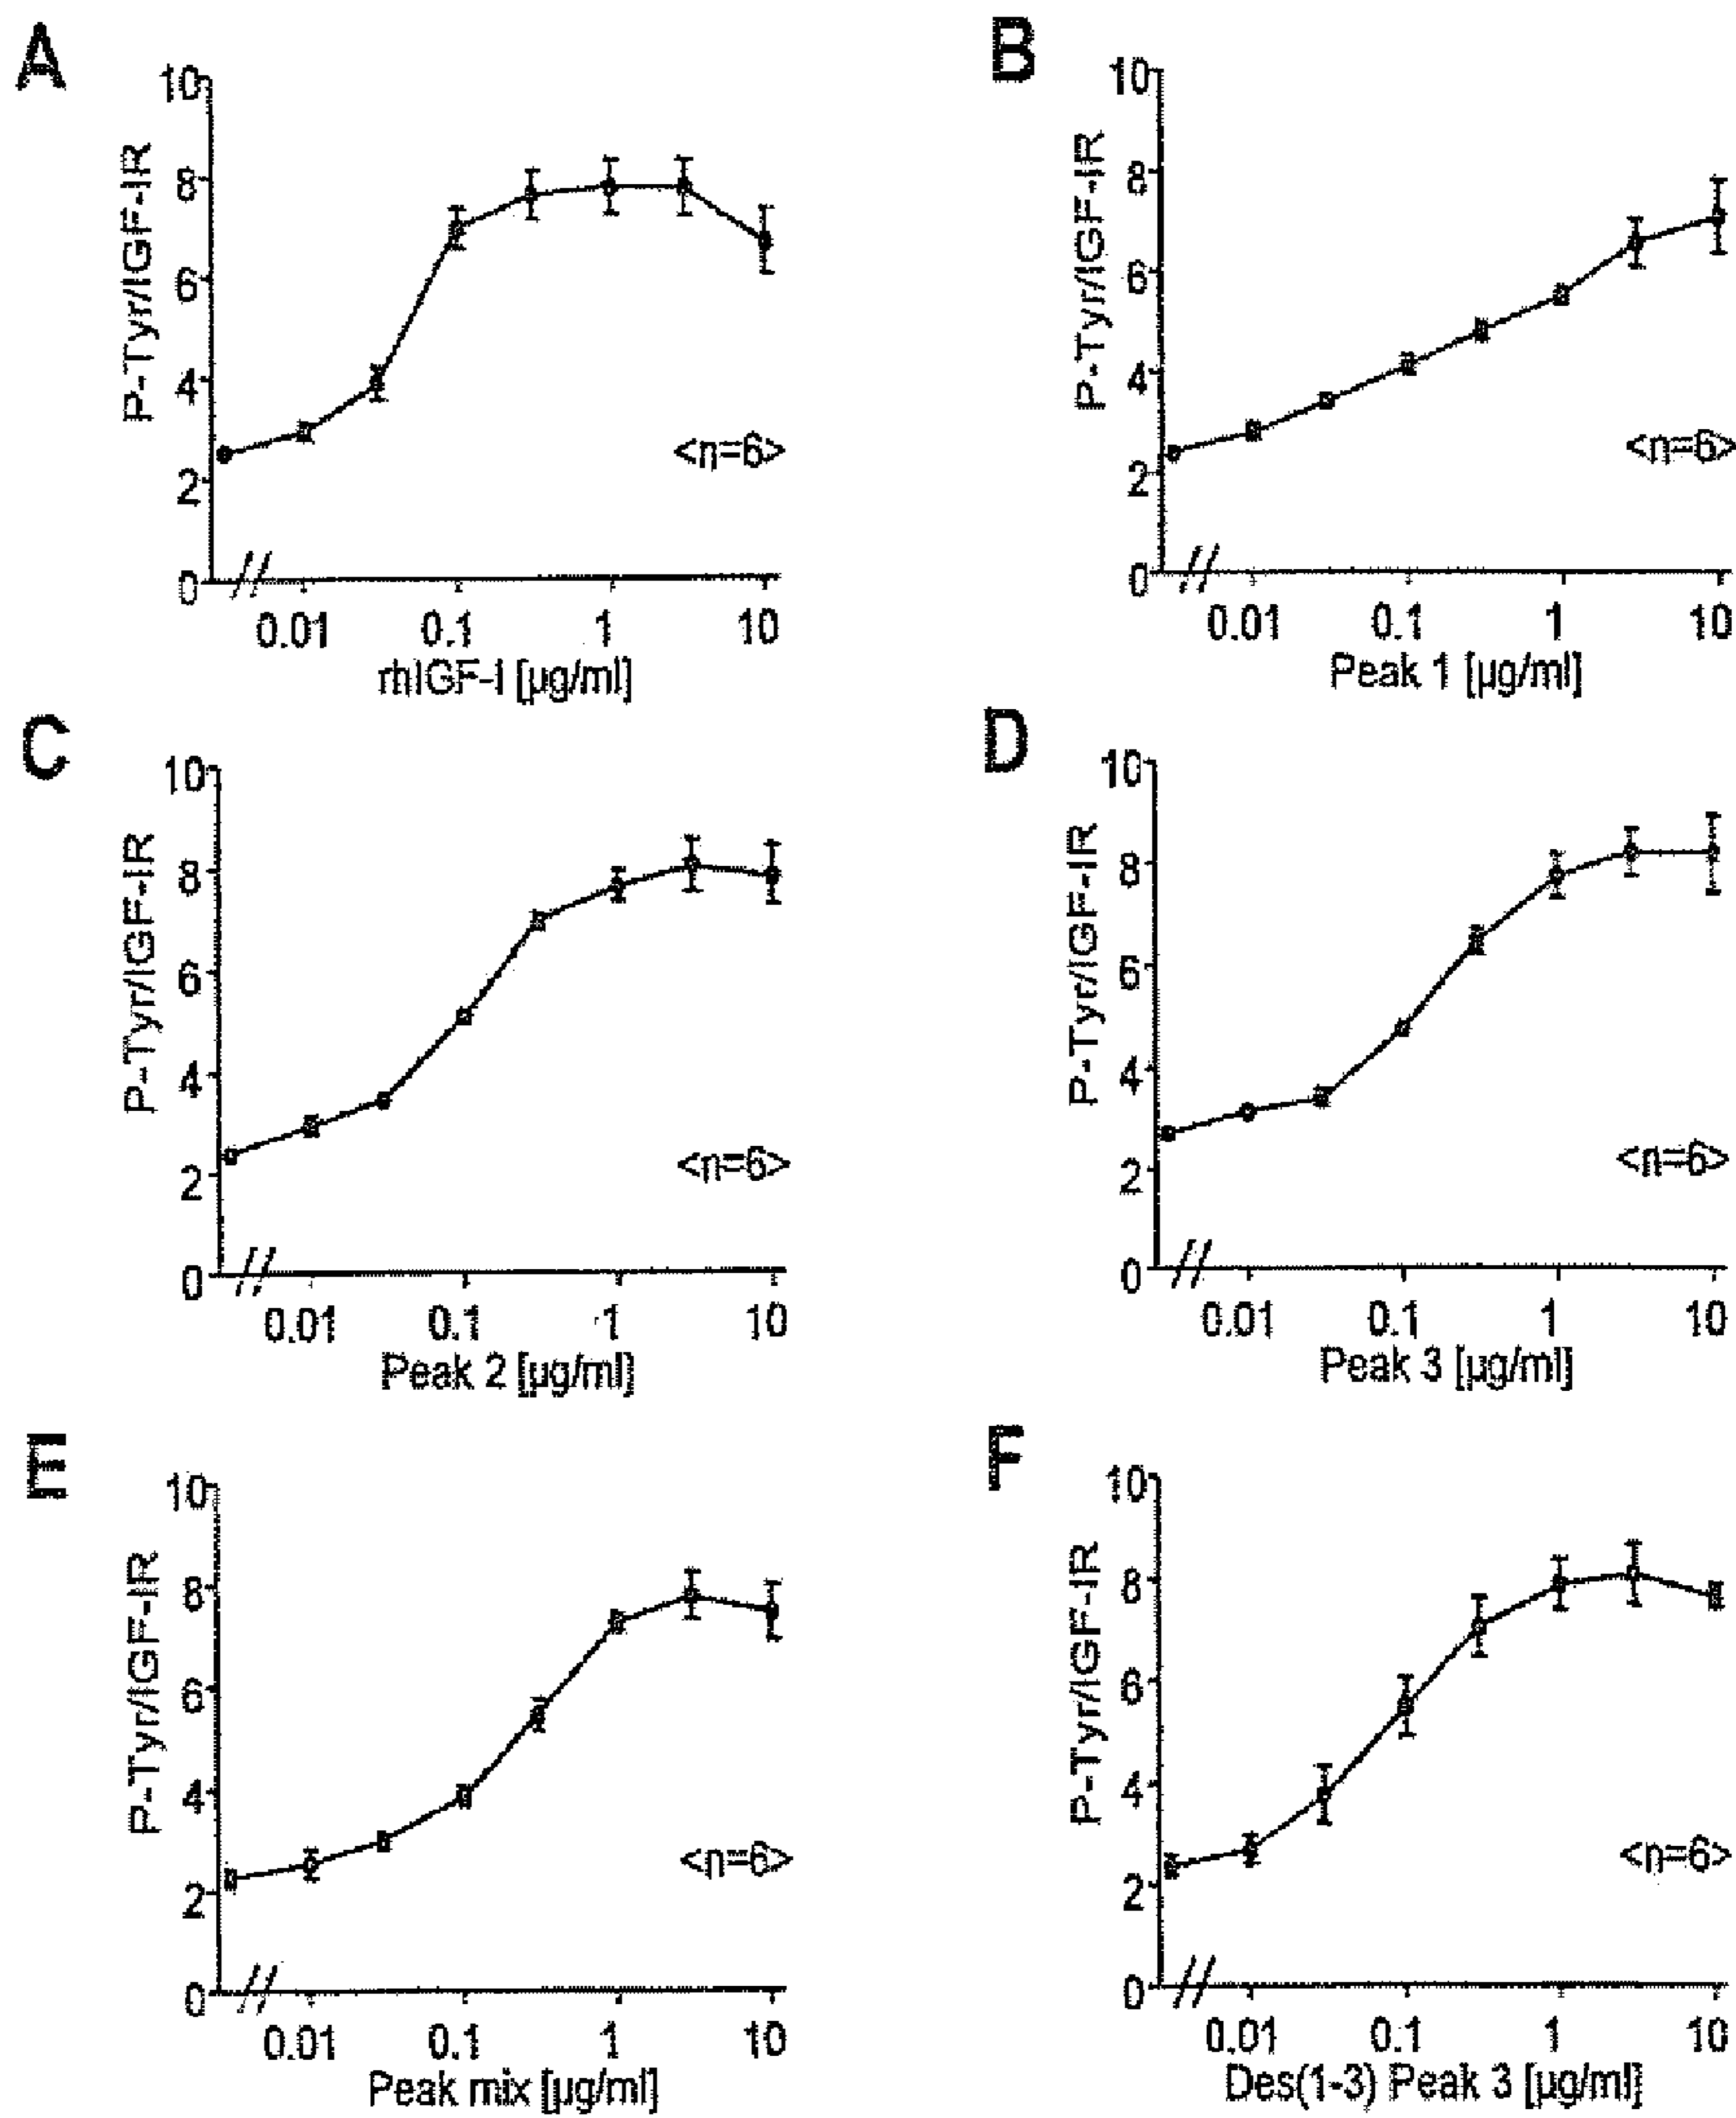 A
10
8
6
4
2
0
P-Tyr/IGF-IR
<n=6>
0.01 0.1 1 10
rhIGF-I [µg/ml]
B
10
8
6
4
2
0
P-Tyr/IGF-IR
<n=6>
0.01 0.1 1 10
Peak 1 [µg/ml]
C
10
8
6
4
2
0
P-Tyr/IGF-IR
<n=6>
0.01 0.1 1 10
Peak 2 [µg/ml]
D
10
8
6
4
2
0
P-Tyr/IGF-IR
<n=6>
0.01 0.1 1 10
Peak 3 [µg/ml]
E
10
8
6
4
2
0
P-Tyr/IGF-IR
<n=6>
0.01 0.1 1 10
Peak mix [µg/ml]
F
10
8
6
4
2
0
P-Tyr/IGF-IR
<n=6>
0.01 0.1 1 10
Des(1-3) Peak 3 [µg/ml]